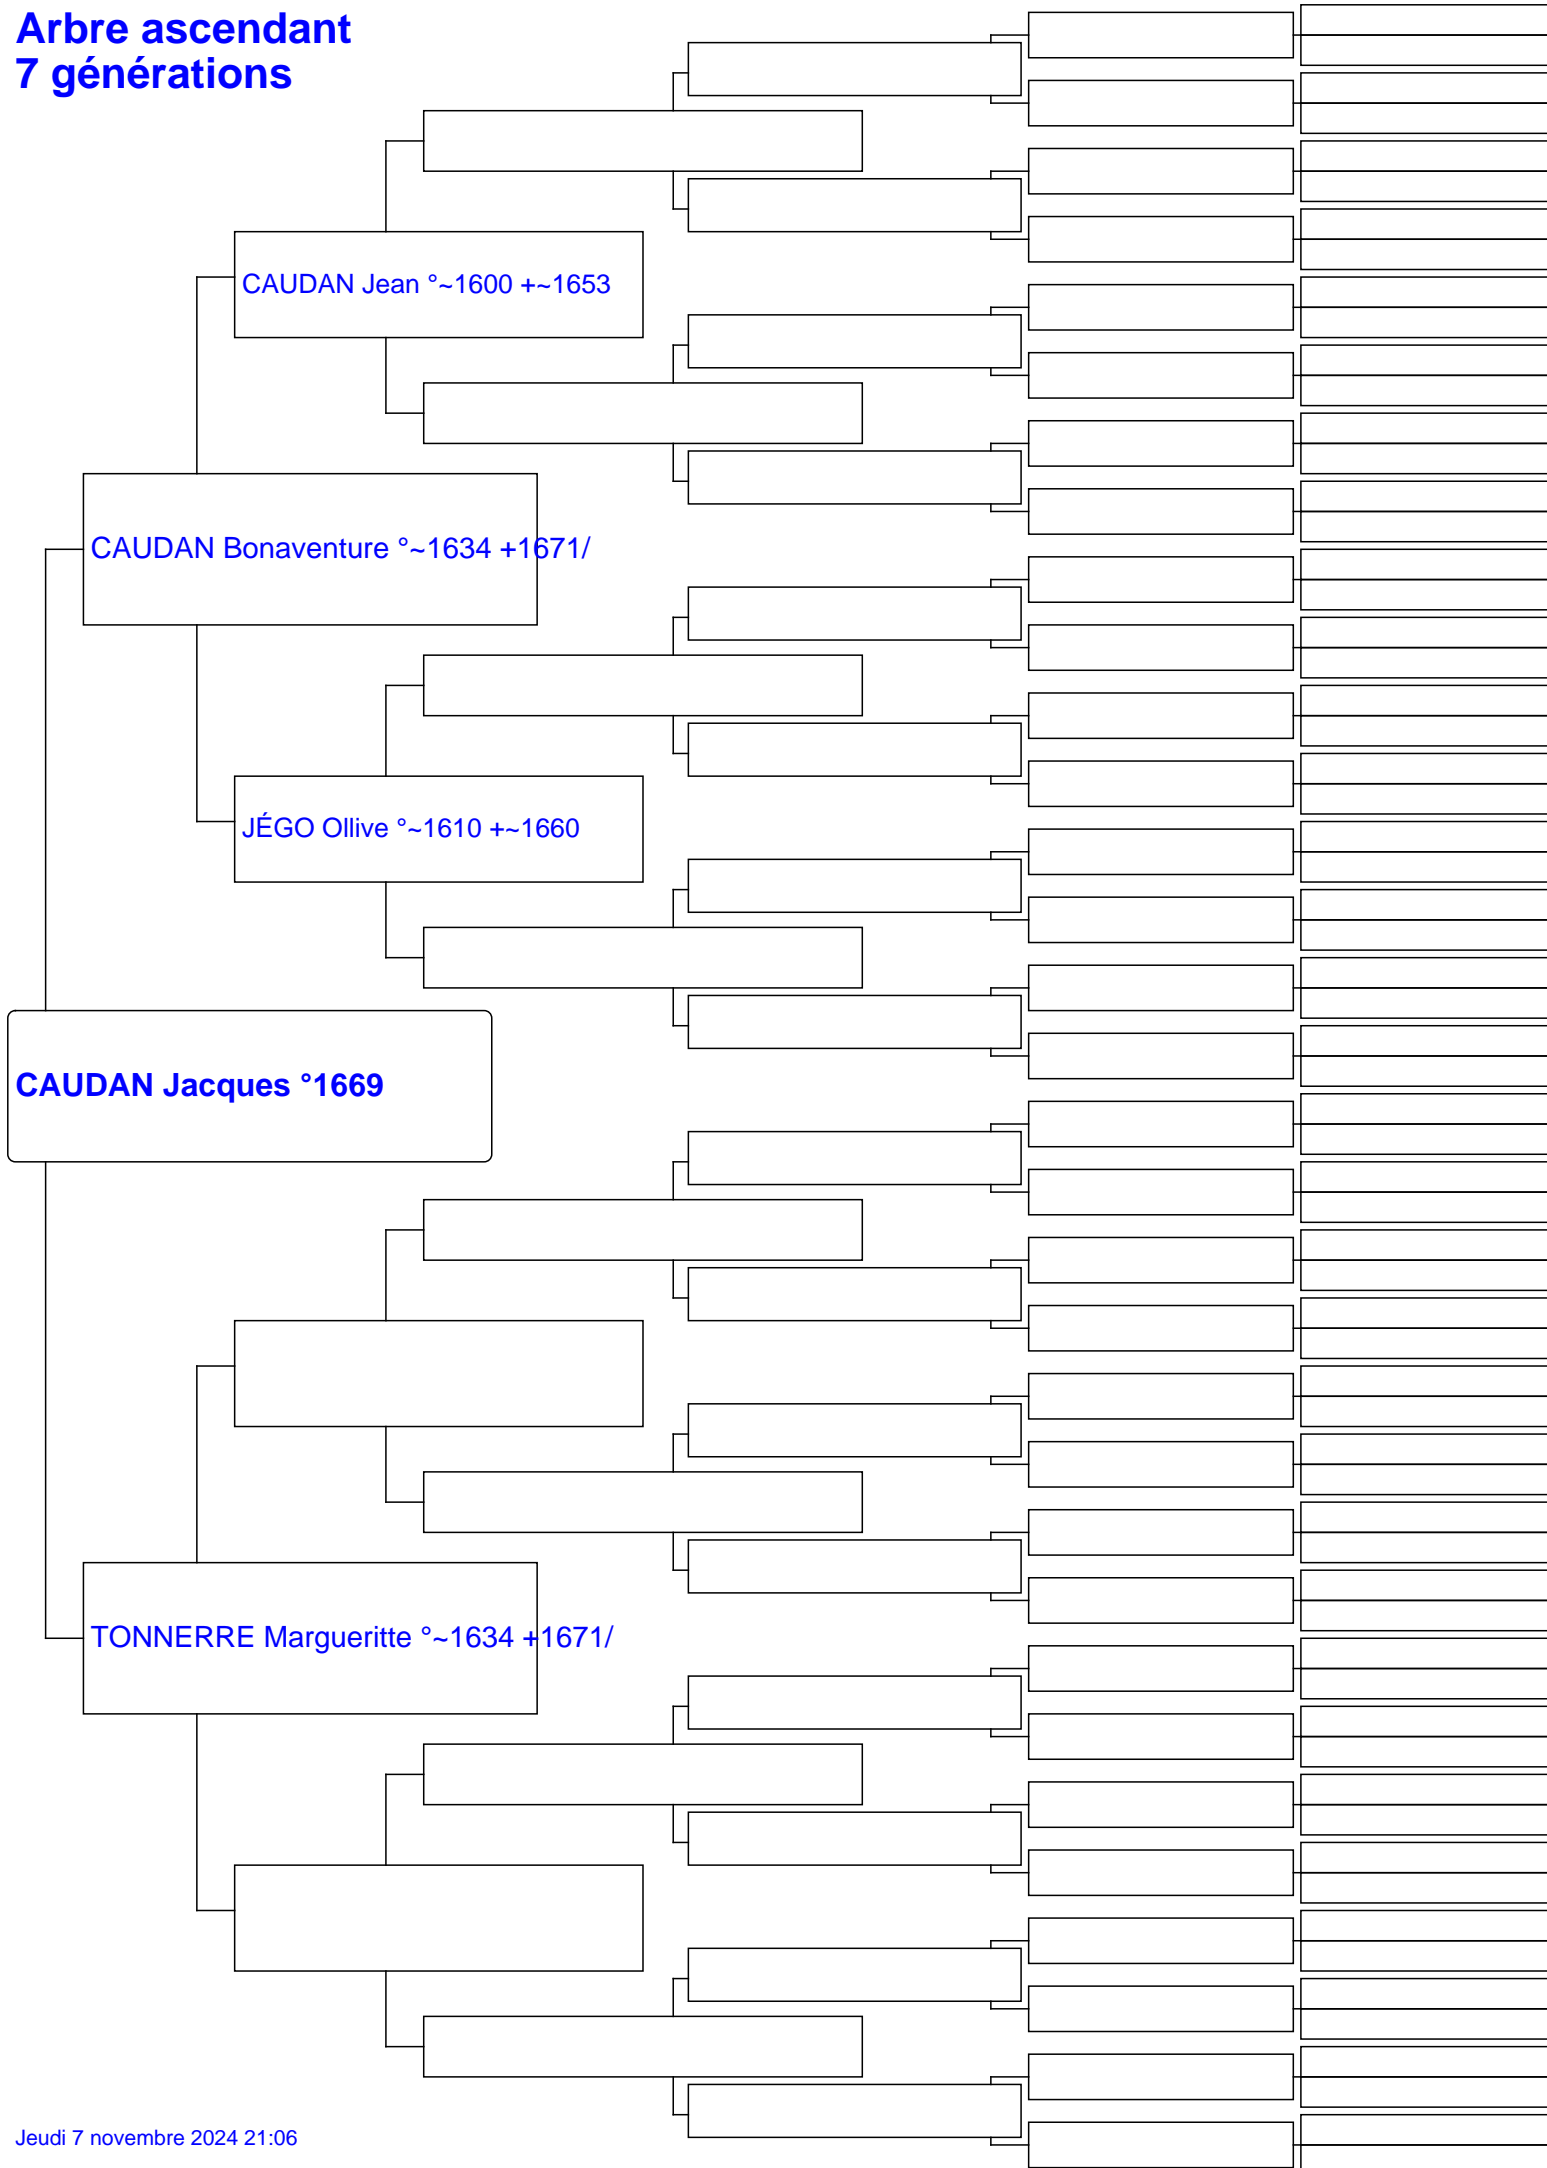 Arbre ascendant
7 générations
CAUDAN Jean °~1600 +~1653
CAUDAN Bonaventure °~1634 +1671/
JÉGO Ollive °~1610 +~1660
CAUDAN Jacques °1669
TONNERRE Margueritte °~1634 +1671/
Jeudi 7 novembre 2024 21:06